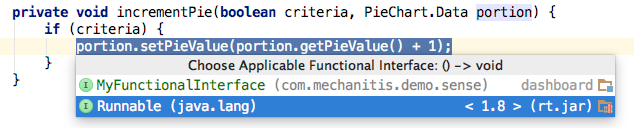 private void incrementPie(boolean criteria, PieChart.Data portion) {
if (criteria) {
portion.setPieValue(portion.getPieValue() + 1);
}
}
Choose Applicable Functional Interface: () -> void
I MyFunctionalInterface (com.mechanitis.demo.sense) dashboard
I Runnable (java.lang) < 1.8 > (rt.jar)